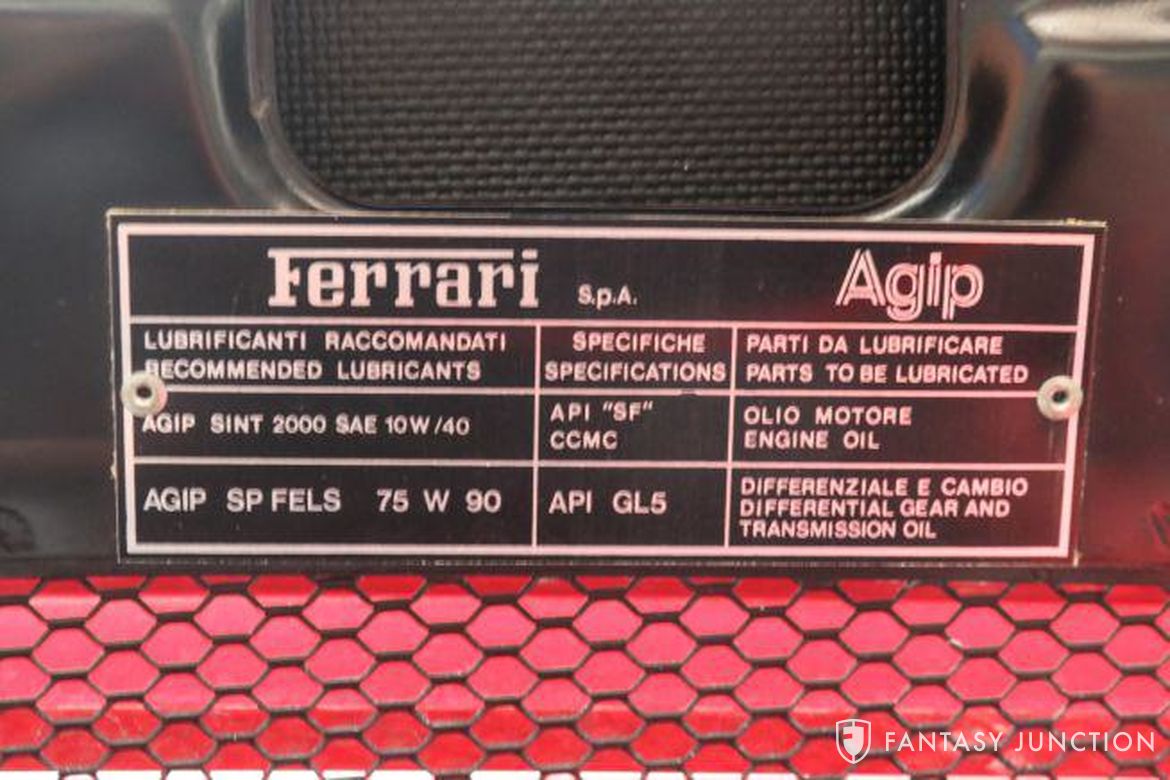 Ferrari S.p.A. Agip
LUBRIFICANTI RACCOMANDATI
RECOMMENDED LUBRICANTS
SPECIFICHE
SPECIFICATIONS
PARTI DA LUBRIFICARE
PARTS TO BE LUBRICATED
AGIP SINT 2000 SAE 10W/40
API "SF"
CCMC
OLIO MOTORE
ENGINE OIL
AGIP SP FELS 75 W 90
API GL5
DIFFERENZIALE E CAMBIO
DIFFERENTIAL GEAR AND
TRANSMISSION OIL
FANTASY JUNCTION